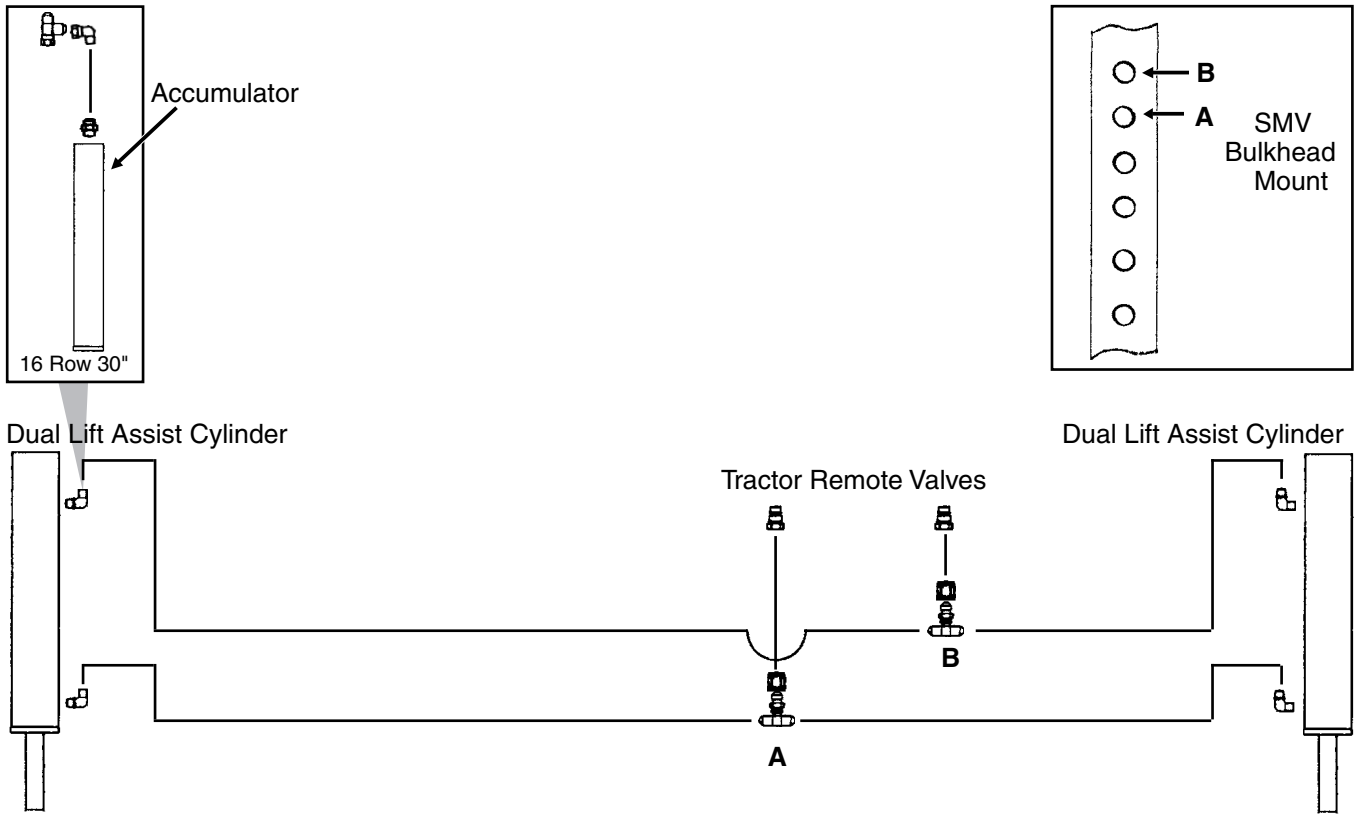 Accumulator
16 Row 30"
B
A
SMV
Bulkhead
Mount
Dual Lift Assist Cylinder
Dual Lift Assist Cylinder
Tractor Remote Valves
B
A